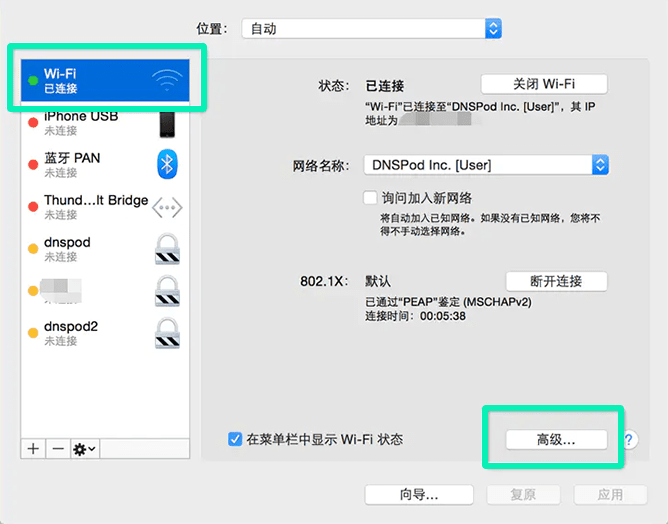 位置： 自动
Wi-Fi
已连接
iPhone USB
未连接
蓝牙 PAN
未连接
Thund...lt Bridge
未连接
dnspod
未连接
dnspod2
未连接
状态： 已连接 关闭 Wi-Fi
“Wi-Fi”已连接至“DNSPod Inc. [User]”，其 IP
地址为
网络名称： DNSPod Inc. [User]
询问加入新网络
将自动加入已知网络。如果没有已知网络，您将不
得不手动选择网络。
802.1X： 默认 断开连接
已通过“PEAP”鉴定 (MSCHAPv2)
连接时间：00:05:38
在菜单栏中显示 Wi-Fi 状态 高级... ?
向导... 复原 应用